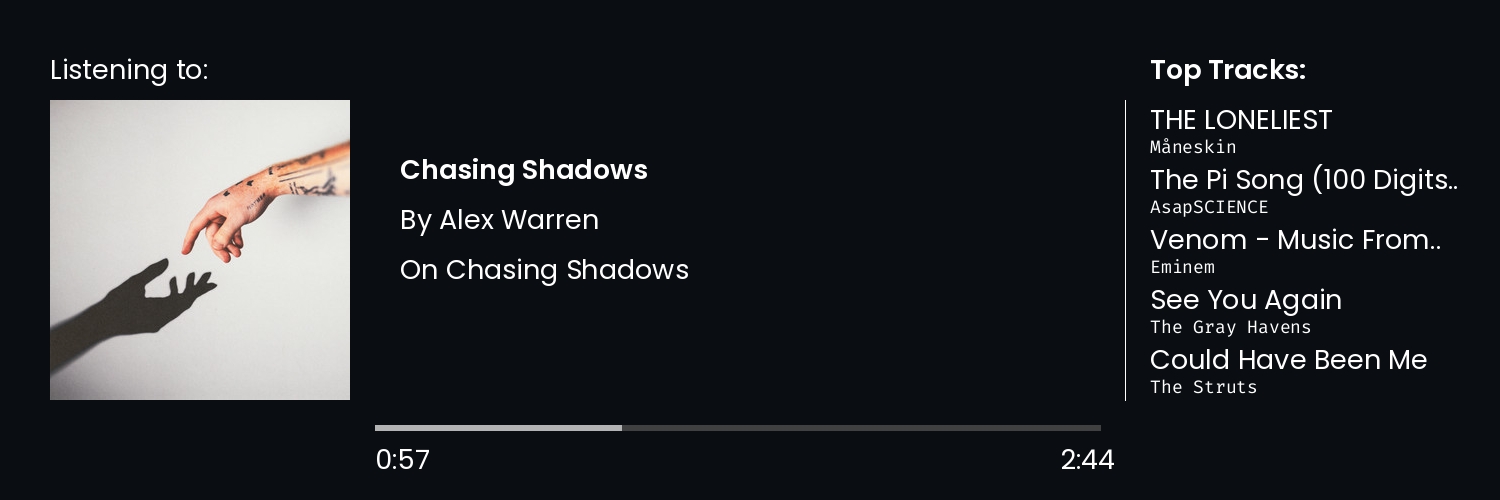 Listening to:
Chasing Shadows
By Alex Warren
On Chasing Shadows
0:57
2:44
Top Tracks:
THE LONELIEST
Måneskin
The Pi Song (100 Digits..
AsapSCIENCE
Venom - Music From..
Eminem
See You Again
The Gray Havens
Could Have Been Me
The Struts